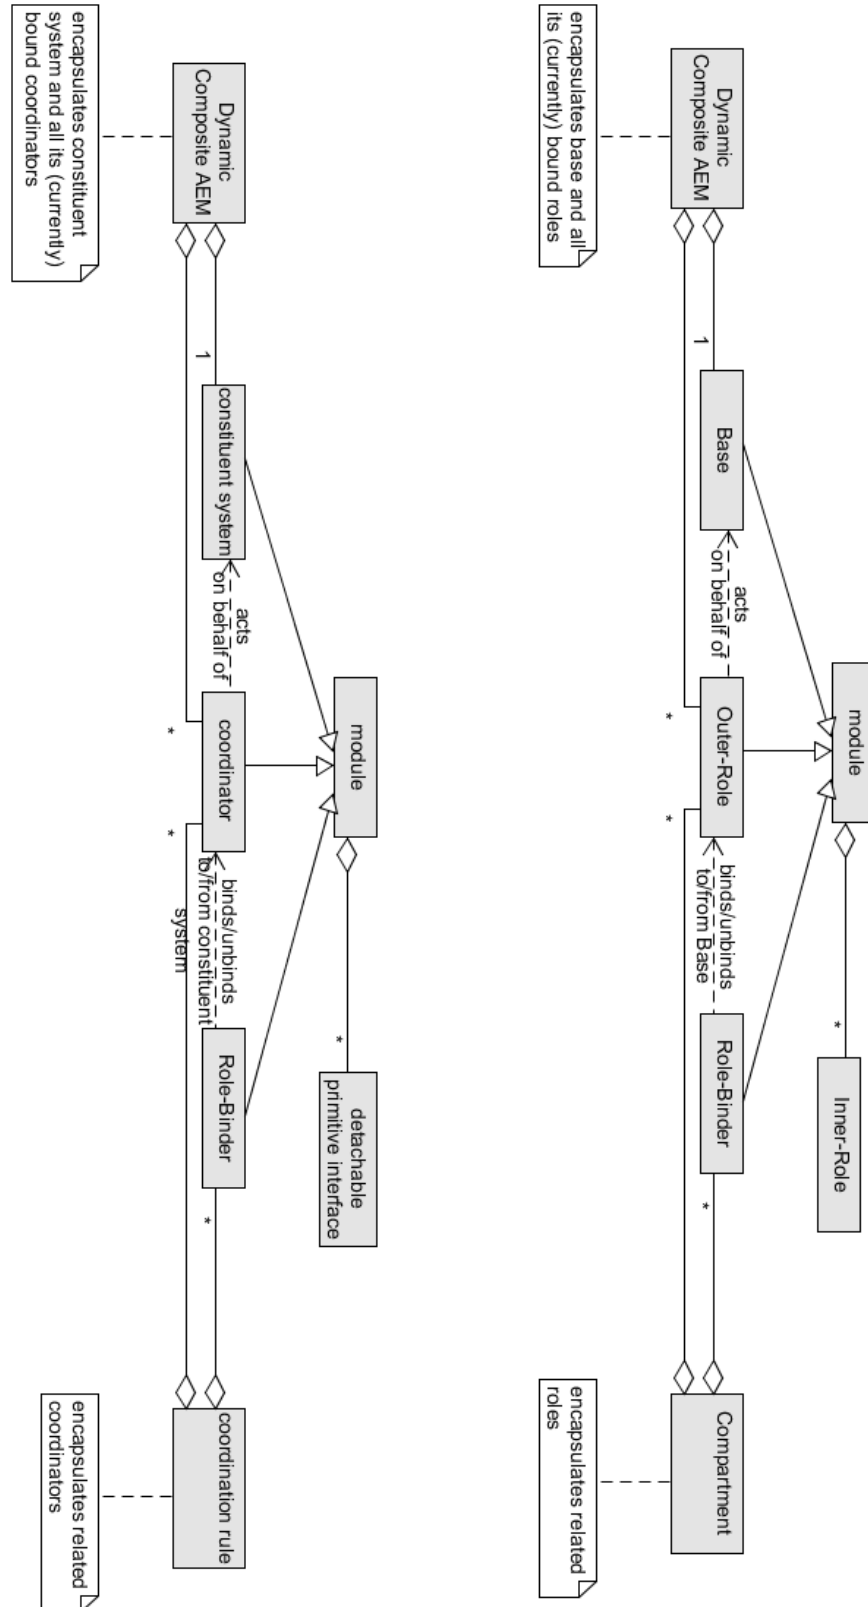 module
*
Inner-Role
Dynamic
Composite AEM
1
Base
acts
on behalf of
Outer-Role
binds/unbinds
to/from Base
Role-Binder
*
Compartment
*
*
encapsulates base and all
its (currently) bound roles
encapsulates related
roles
module
*
detachable
primitive interface
Dynamic
Composite AEM
1
constituent system
acts
on behalf of
coordinator
binds/unbinds
to/from constituent
system
Role-Binder
*
coordination rule
*
*
encapsulates constituent
system and all its (currently)
bound coordinators
encapsulates related
coordinators